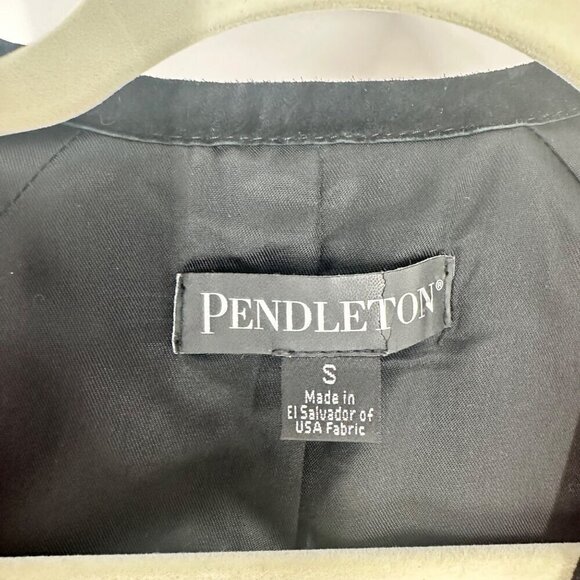 PENDLETON®
S
Made in
El Salvador of
USA Fabric